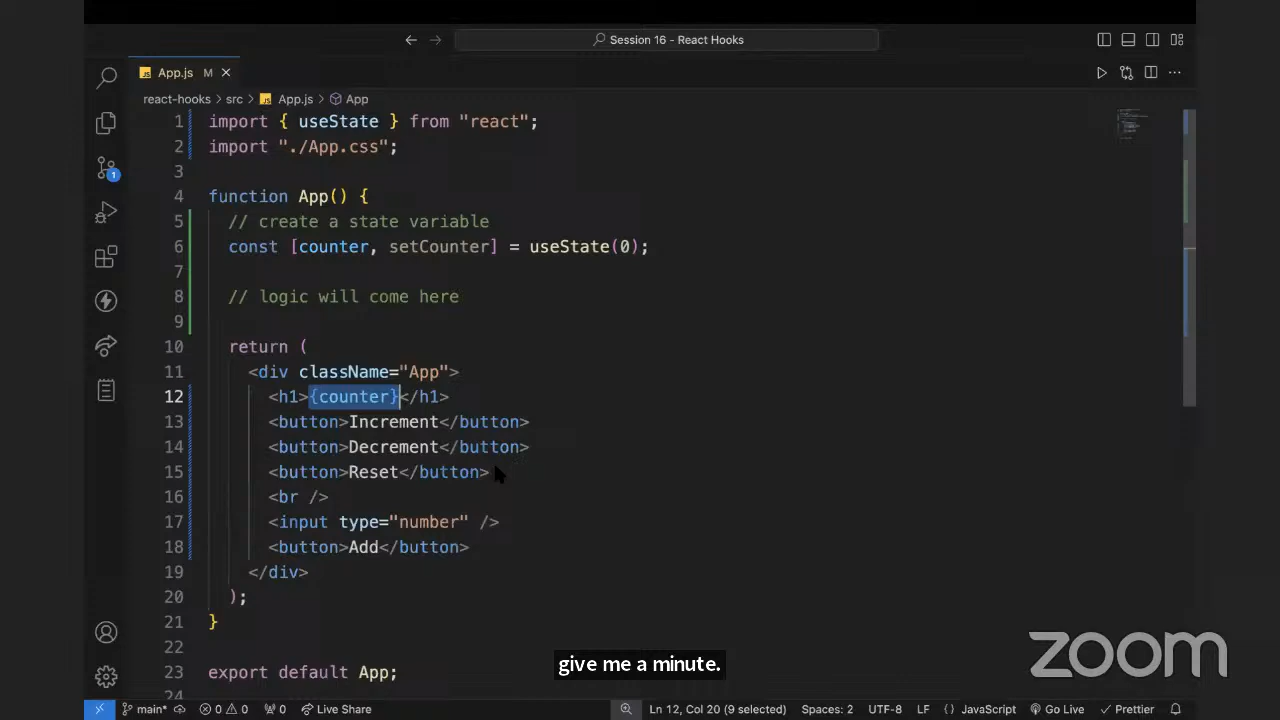 Session 16 - React Hooks
App.js M
react-hooks > src > App.js > App
1 import { useState } from "react";
2 import "./App.css";
3
4 function App() {
5 // create a state variable
6 const [counter, setCounter] = useState(0);
7
8 // logic will come here
9
10 return (
11 <div className="App">
12 <h1>{counter}</h1>
13 <button>Increment</button>
14 <button>Decrement</button>
15 <button>Reset</button>
16 <br />
17 <input type="number" />
18 <button>Add</button>
19 </div>
20 );
21 }
22
23 export default App;
24
1
give me a minute.
zoom
main* 0 0 0 Live Share Ln 12, Col 20 (9 selected) Spaces: 2 UTF-8 LF {} JavaScript Go Live Prettier